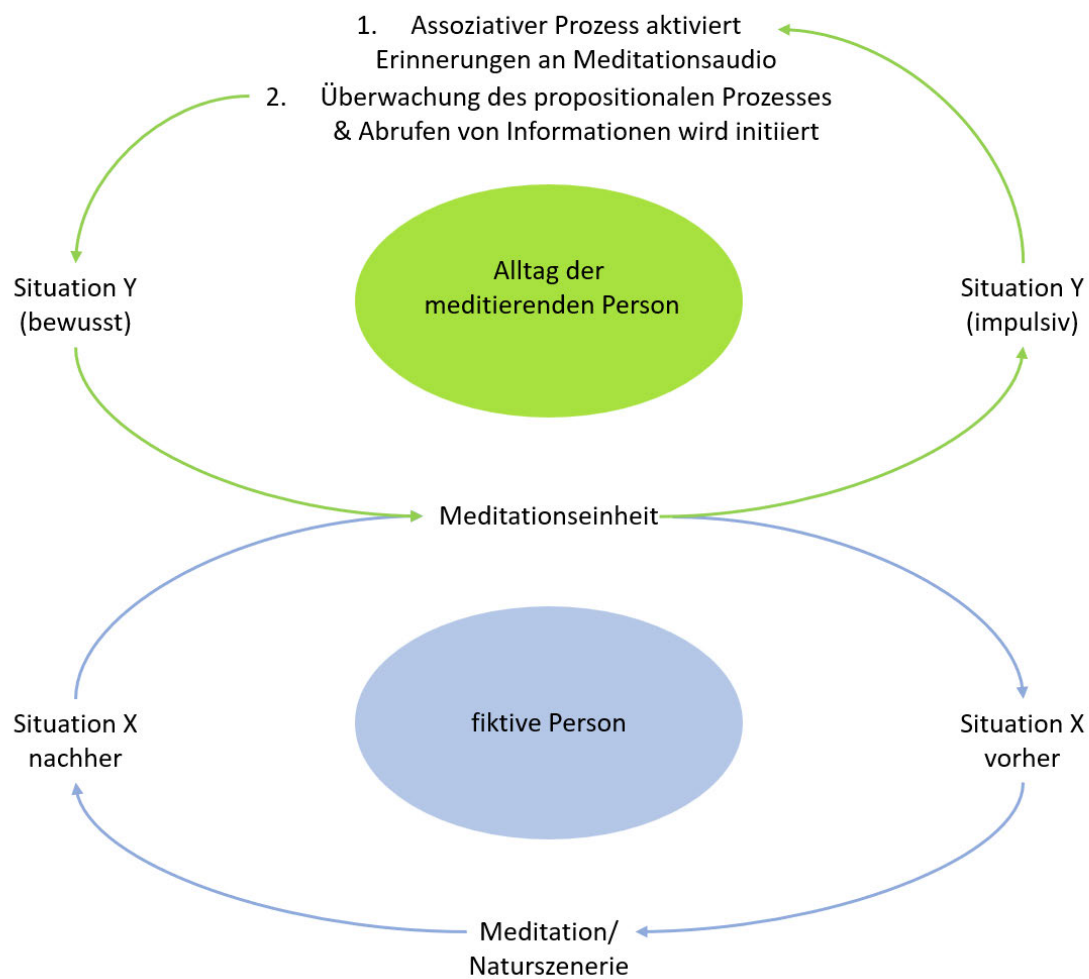 1. Assoziativer Prozess aktiviert
Erinnerungen an Meditationsaudio
2. Überwachung des propositionalen Prozesses
& Abrufen von Informationen wird initiiert
Situation Y
(bewusst)
Alltag der
meditierenden Person
Situation Y
(impulsiv)
Meditationseinheit
Situation X
nachher
fiktive Person
Situation X
vorher
Meditation/
Naturszenerie